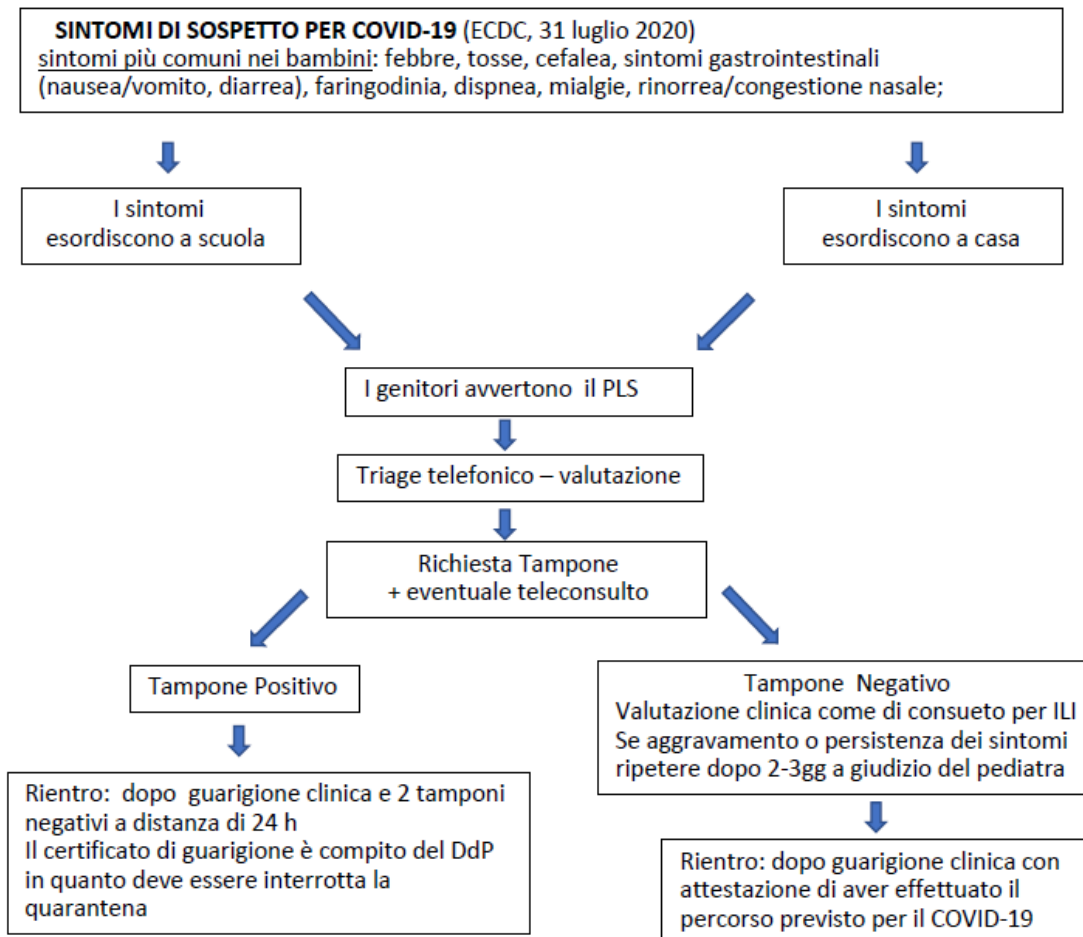 SINTOMI DI SOSPETTO PER COVID-19 (ECDC, 31 luglio 2020)
sintomi più comuni nei bambini: febbre, tosse, cefalea, sintomi gastrointestinali
(nausea/vomito, diarrea), faringodinia, dispnea, mialgie, rinorrea/congestione nasale;
I sintomi
esordiscono a scuola
I sintomi
esordiscono a casa
I genitori avvertono il PLS
Triage telefonico – valutazione
Richiesta Tampone
+ eventuale teleconsulto
Tampone Positivo
Tampone Negativo
Valutazione clinica come di consueto per ILI
Se aggravamento o persistenza dei sintomi
ripetere dopo 2-3gg a giudizio del pediatra
Rientro: dopo guarigione clinica e 2 tamponi
negativi a distanza di 24 h
Il certificato di guarigione è compito del DdP
in quanto deve essere interrotta la
quarantena
Rientro: dopo guarigione clinica con
attestazione di aver effettuato il
percorso previsto per il COVID-19